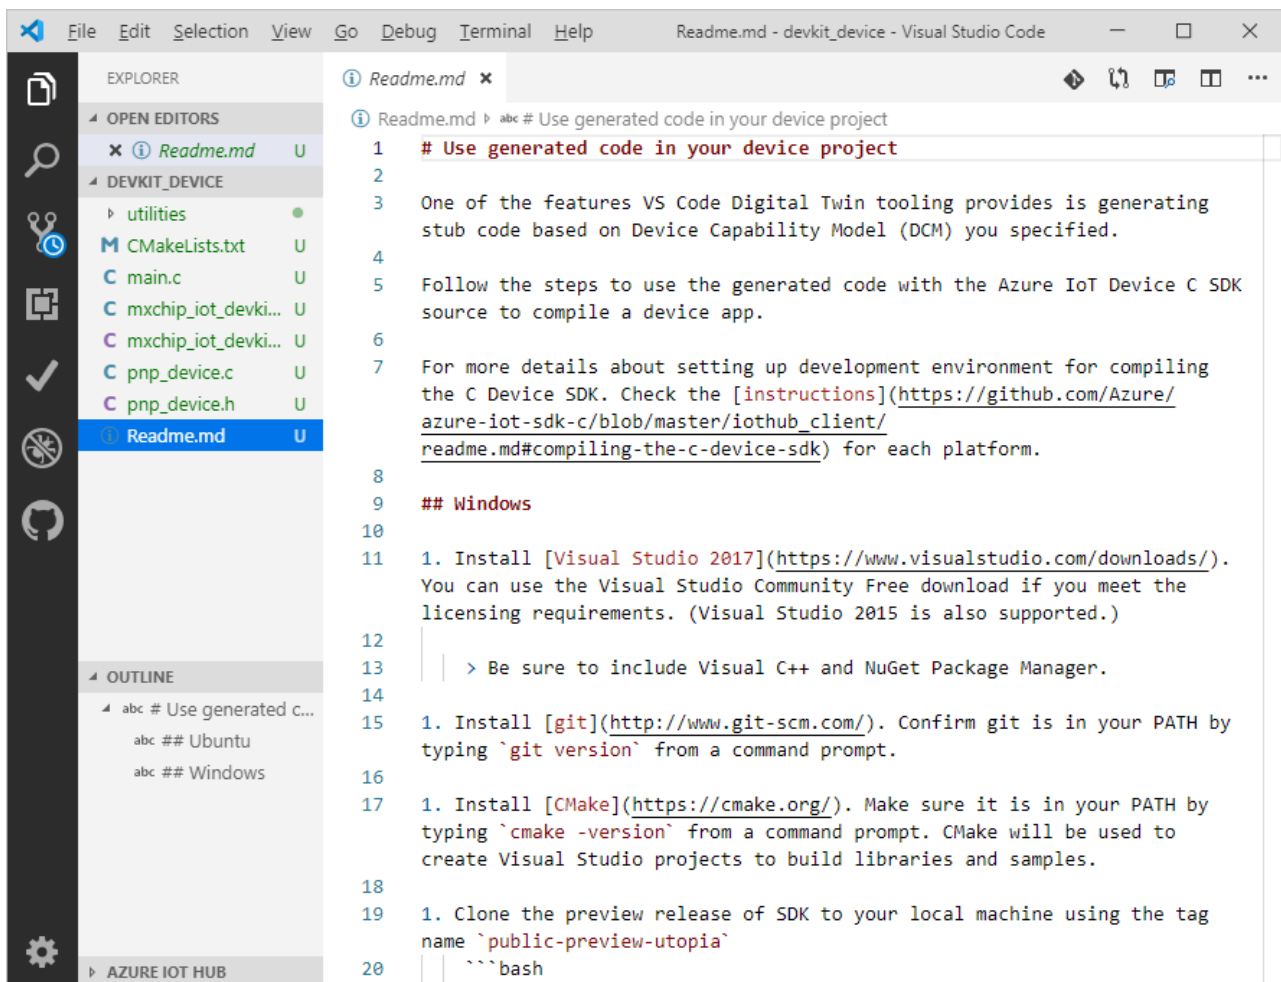 File Edit Selection View Go Debug Terminal Help Readme.md - devkit_device - Visual Studio Code
EXPLORER
OPEN EDITORS
Readme.md U
DEVKIT_DEVICE
utilities
CMakeLists.txt U
C main.c U
C mxchip_iot_devki... U
C mxchip_iot_devki... U
C pnp_device.c U
C pnp_device.h U
Readme.md U
OUTLINE
abc # Use generated c...
abc ## Ubuntu
abc ## Windows
AZURE IOT HUB
Readme.md
Readme.md abc # Use generated code in your device project
1 # Use generated code in your device project
2
3 One of the features VS Code Digital Twin tooling provides is generating
stub code based on Device Capability Model (DCM) you specified.
4
5 Follow the steps to use the generated code with the Azure IoT Device C SDK
source to compile a device app.
6
7 For more details about setting up development environment for compiling
the C Device SDK. Check the [instructions](https://github.com/Azure/
azure-iot-sdk-c/blob/master/iothub_client/
readme.md#compiling-the-c-device-sdk) for each platform.
8
9 ## Windows
10
11 1. Install [Visual Studio 2017](https://www.visualstudio.com/downloads/).
You can use the Visual Studio Community Free download if you meet the
licensing requirements. (Visual Studio 2015 is also supported.)
12
13 > Be sure to include Visual C++ and NuGet Package Manager.
14
15 1. Install [git](http://www.git-scm.com/). Confirm git is in your PATH by
typing `git version` from a command prompt.
16
17 1. Install [CMake](https://cmake.org/). Make sure it is in your PATH by
typing `cmake -version` from a command prompt. CMake will be used to
create Visual Studio projects to build libraries and samples.
18
19 1. Clone the preview release of SDK to your local machine using the tag
name `public-preview-utopia`
20 ```bash